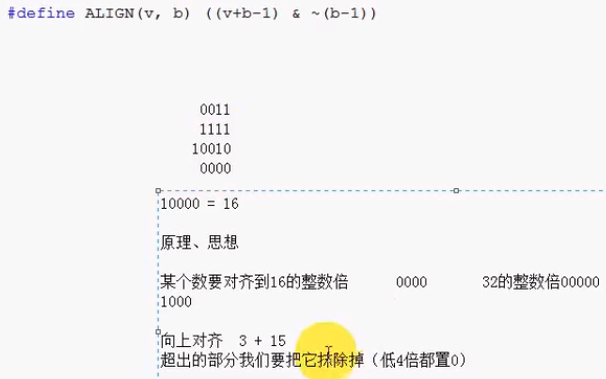 #define ALIGN(v, b) ((v+b-1) & ~(b-1))
0011
1111
10010
0000
10000 = 16
原理、思想
某个数要对齐到16的整数倍 0000 32的整数倍00000
1000
向上对齐 3 + 15
超出的部分我们要把它抹除掉（低4倍都置0）